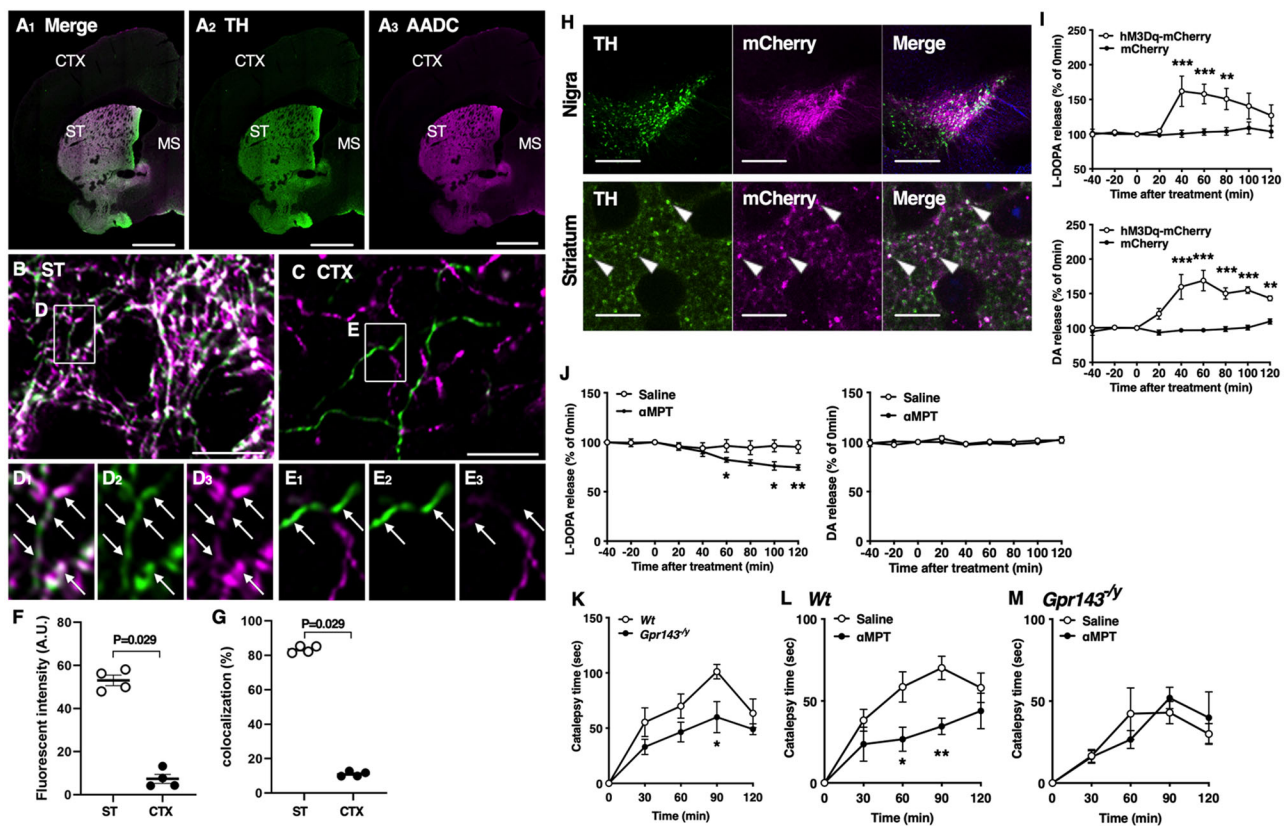 A1 Merge
CTX
ST
MS
A2 TH
CTX
ST
MS
A3 AADC
CTX
ST
MS
B ST
D
C CTX
E
D1
D2
D3
E1
E2
E3
F
P=0.029
Fluorescent intensity (A.U.)
60
40
20
0
ST
CTX
G
P=0.029
colocalization (%)
80
60
40
20
0
ST
CTX
H
TH
mCherry
Merge
Nigra
TH
mCherry
Merge
Striatum
I
hM3Dq-mCherry
mCherry
*** *** **
L-DOPA release (% of 0min)
250
200
150
100
50
-40 -20 0 20 40 60 80 100 120
Time after treatment (min)
hM3Dq-mCherry
mCherry
*** *** *** *** **
DA release (% of 0min)
250
200
150
100
50
-40 -20 0 20 40 60 80 100 120
Time after treatment (min)
J
Saline
αMPT
L-DOPA release (% of 0min)
150
100
50
0
* * **
-40 -20 0 20 40 60 80 100 120
Time after treatment (min)
Saline
αMPT
DA release (% of 0min)
150
100
50
0
-40 -20 0 20 40 60 80 100 120
Time after treatment (min)
K
Wt
Gpr143-/y
Catalepsy time (sec)
150
100
50
0
*
0 30 60 90 120
Time (min)
L Wt
Saline
αMPT
Catalepsy time (sec)
100
50
0
* **
0 30 60 90 120
Time (min)
M Gpr143-/y
Saline
αMPT
Catalepsy time (sec)
100
50
0
0 30 60 90 120
Time (min)